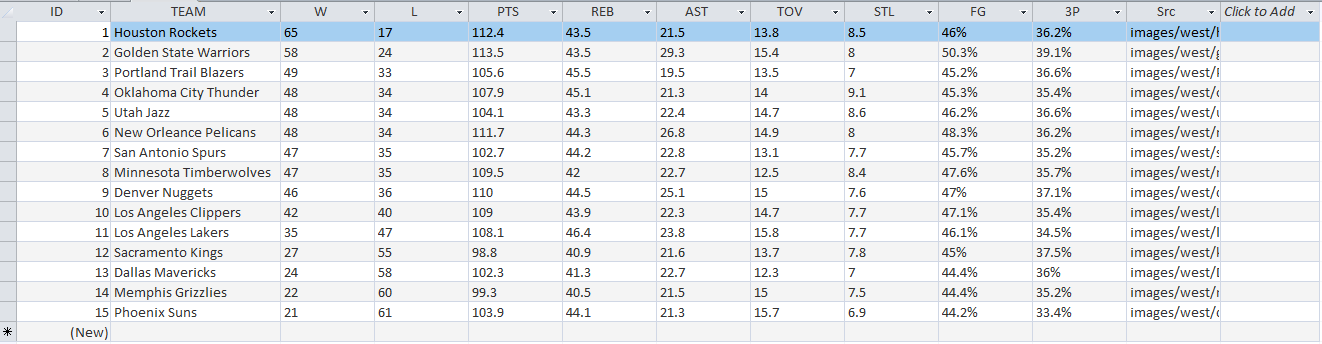 ID TEAM W L PTS REB AST TOV STL FG 3P Src Click to Add
1 Houston Rockets 65 17 112.4 43.5 21.5 13.8 8.5 46% 36.2% images/west/
2 Golden State Warriors 58 24 113.5 43.5 29.3 15.4 8 50.3% 39.1% images/west/
3 Portland Trail Blazers 49 33 105.6 45.5 19.5 13.5 7 45.2% 36.6% images/west/
4 Oklahoma City Thunder 48 34 107.9 45.1 21.3 14 9.1 45.3% 35.4% images/west/
5 Utah Jazz 48 34 104.1 43.3 22.4 14.7 8.6 46.2% 36.6% images/west/
6 New Orleance Pelicans 48 34 111.7 44.3 26.8 14.9 8 48.3% 36.2% images/west/
7 San Antonio Spurs 47 35 102.7 44.2 22.8 13.1 7.7 45.7% 35.2% images/west/
8 Minnesota Timberwolves 47 35 109.5 42 22.7 12.5 8.4 47.6% 35.7% images/west/
9 Denver Nuggets 46 36 110 44.5 25.1 15 7.6 47% 37.1% images/west/
10 Los Angeles Clippers 42 40 109 43.9 22.3 14.7 7.7 47.1% 35.4% images/west/
11 Los Angeles Lakers 35 47 108.1 46.4 23.8 15.8 7.7 46.1% 34.5% images/west/
12 Sacramento Kings 27 55 98.8 40.9 21.6 13.7 7.8 45% 37.5% images/west/
13 Dallas Mavericks 24 58 102.3 41.3 22.7 12.3 7 44.4% 36% images/west/
14 Memphis Grizzlies 22 60 99.3 40.5 21.5 15 7.5 44.4% 35.2% images/west/
15 Phoenix Suns 21 61 103.9 44.1 21.3 15.7 6.9 44.2% 33.4% images/west/
(New)